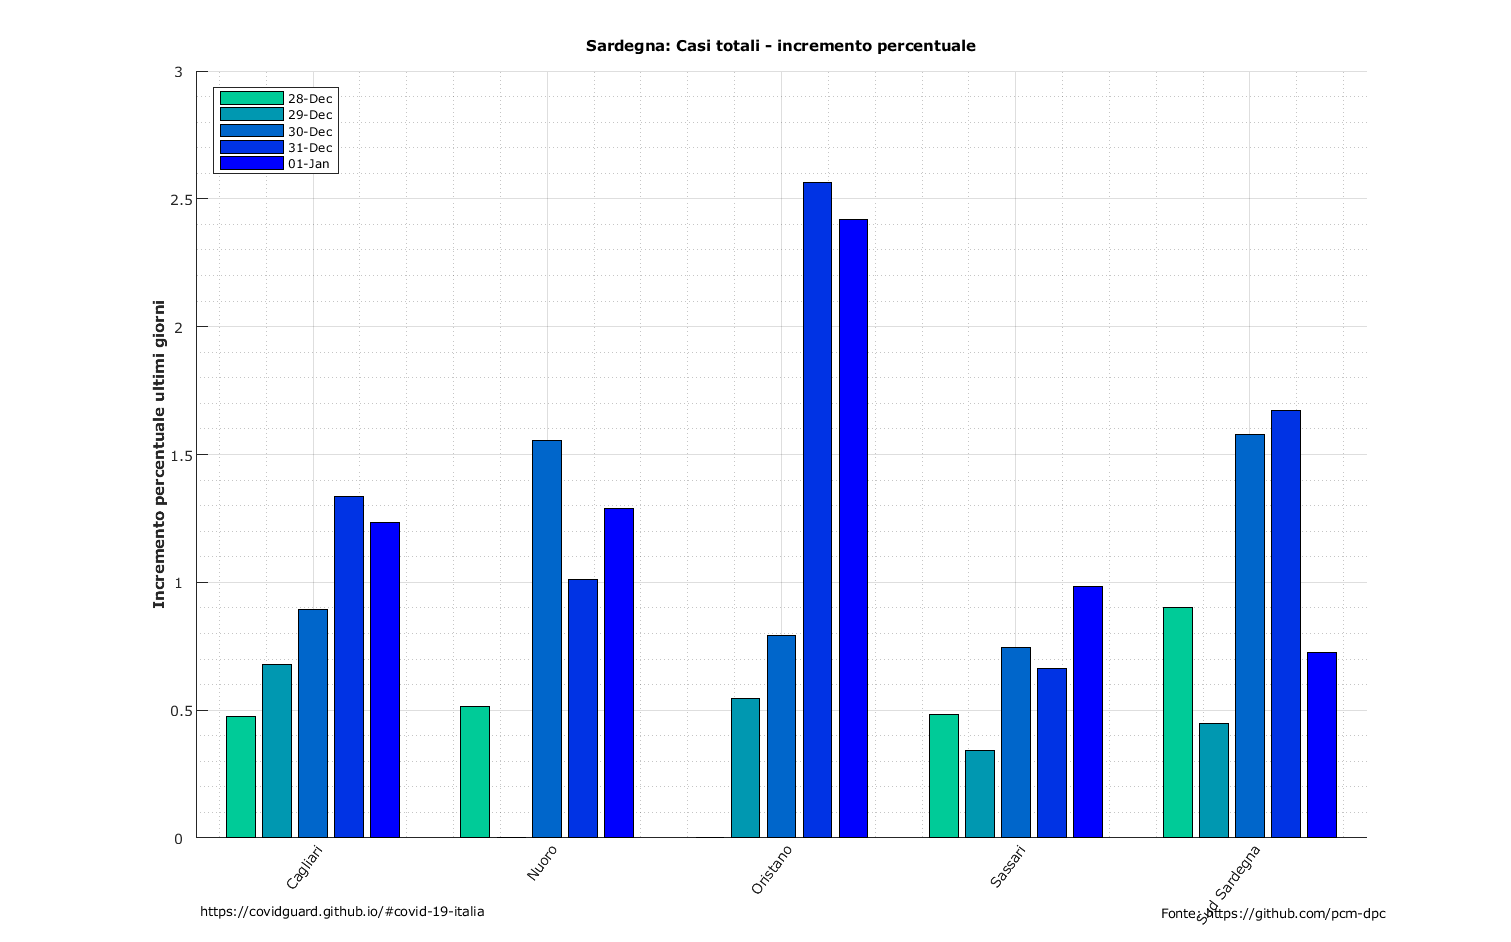 Sardegna: Casi totali - incremento percentuale
3
2.5
2
1.5
1
0.5
0
Incremento percentuale ultimi giorni
28-Dec
29-Dec
30-Dec
31-Dec
01-Jan
Cagliari
Nuoro
Oristano
Sassari
Sud Sardegna
https://covidguard.github.io/#covid-19-italia
Fonte: https://github.com/pcm-dpc